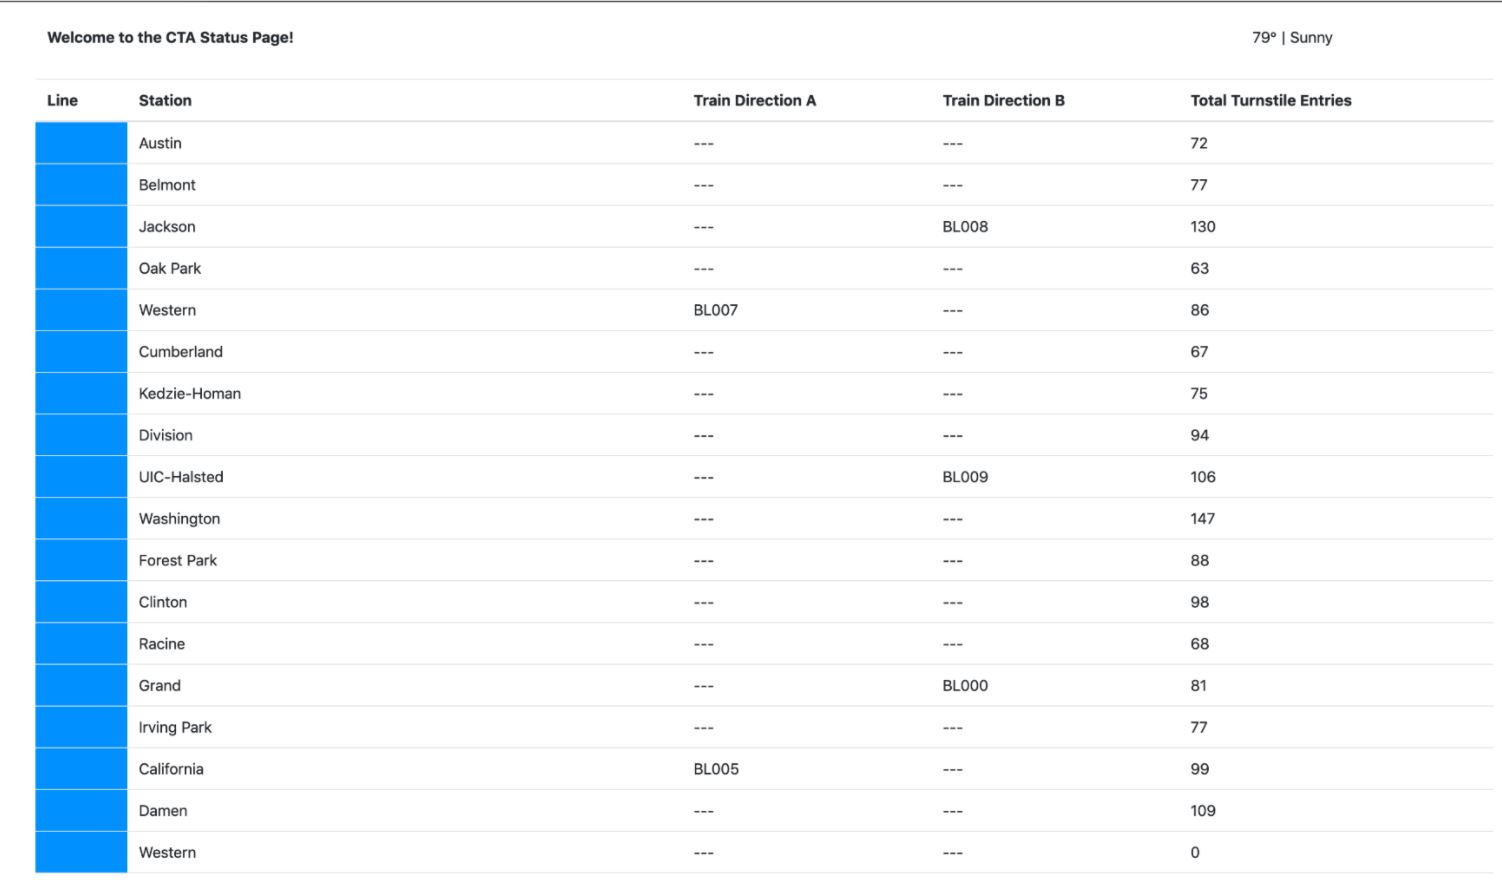 Welcome to the CTA Status Page! 79° | Sunny
Line Station Train Direction A Train Direction B Total Turnstile Entries
Austin --- --- 72
Belmont --- --- 77
Jackson --- BL008 130
Oak Park --- --- 63
Western BL007 --- 86
Cumberland --- --- 67
Kedzie-Homan --- --- 75
Division --- --- 94
UIC-Halsted --- BL009 106
Washington --- --- 147
Forest Park --- --- 88
Clinton --- --- 98
Racine --- --- 68
Grand --- BL000 81
Irving Park --- --- 77
California BL005 --- 99
Damen --- --- 109
Western --- --- 0